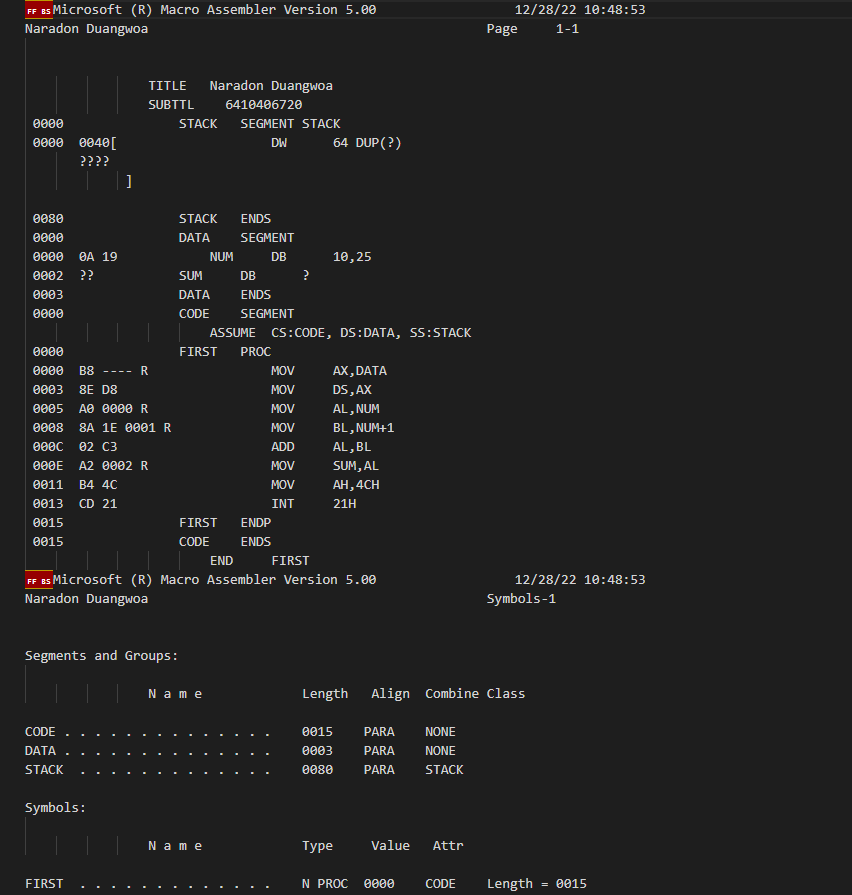 FF BS Microsoft (R) Macro Assembler Version 5.00                  12/28/22 10:48:53
Naradon Duangwoa                                            Page     1-1
                TITLE   Naradon Duangwoa
                SUBTTL    6410406720
 0000               STACK   SEGMENT STACK
 0000  0040[                    DW      64 DUP(?)
       ????
             ]
 0080               STACK   ENDS
 0000               DATA    SEGMENT
 0000  0A 19            NUM     DB      10,25
 0002  ??           SUM     DB      ?
 0003               DATA    ENDS
 0000               CODE    SEGMENT
                        ASSUME  CS:CODE, DS:DATA, SS:STACK
 0000               FIRST   PROC
 0000  B8 ---- R                MOV     AX,DATA
 0003  8E D8                    MOV     DS,AX
 0005  A0 0000 R                MOV     AL,NUM
 0008  8A 1E 0001 R             MOV     BL,NUM+1
 000C  02 C3                    ADD     AL,BL
 000E  A2 0002 R                MOV     SUM,AL
 0011  B4 4C                    MOV     AH,4CH
 0013  CD 21                    INT     21H
 0015               FIRST   ENDP
 0015               CODE    ENDS
                        END     FIRST
FF BS Microsoft (R) Macro Assembler Version 5.00                  12/28/22 10:48:53
Naradon Duangwoa                                            Symbols-1
Segments and Groups:
                N a m e             Length   Align  Combine Class
CODE . . . . . . . . . . . . . .    0015    PARA    NONE
DATA . . . . . . . . . . . . . .    0003    PARA    NONE
STACK  . . . . . . . . . . . . .    0080    PARA    STACK
Symbols:
                N a m e             Type     Value   Attr
FIRST  . . . . . . . . . . . . .    N PROC  0000    CODE    Length = 0015